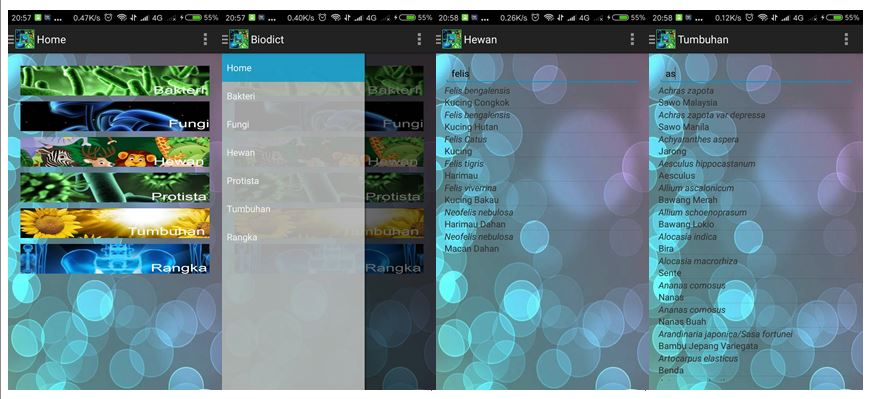 20:57 0.47K/s 4G 55%
Home
Bakteri
Fungi
Hewan
Protista
Tumbuhan
Rangka
20:57 0.40K/s 4G 55%
Biodict
Home
Bakteri
Fungi
Hewan
Protista
Tumbuhan
Rangka
20:58 0.26K/s 4G 55%
Hewan
felis
Felis bengalensis
Kucing Congkok
Felis bengalensis
Kucing Hutan
Felis Catus
Kucing
Felis tigris
Harimau
Felis viverrina
Kucing Bakau
Neofelis nebulosa
Harimau Dahan
Neofelis nebulosa
Macan Dahan
20:58 0.12K/s 4G 55%
Tumbuhan
as
Achras zapota
Sawo Malaysia
Achras zapota var depressa
Sawo Manila
Achyranthes aspera
Jarong
Aesculus hippocastanum
Aesculus
Allium ascalonicum
Bawang Merah
Allium schoenoprasum
Bawang Lokio
Alocasia indica
Bira
Alocasia macrorhiza
Sente
Ananas comosus
Nanas
Ananas comosus
Nanas Buah
Arandinaria japonica/Sasa fortunei
Bambu Jepang Variegata
Artocarpus elasticus
Benda